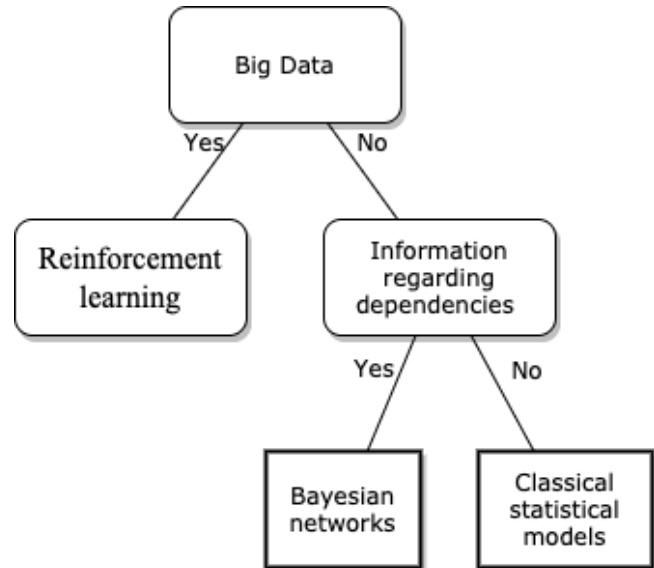 Big Data
Yes
No
Reinforcement
learning
Information
regarding
dependencies
Yes
No
Bayesian
networks
Classical
statistical
models